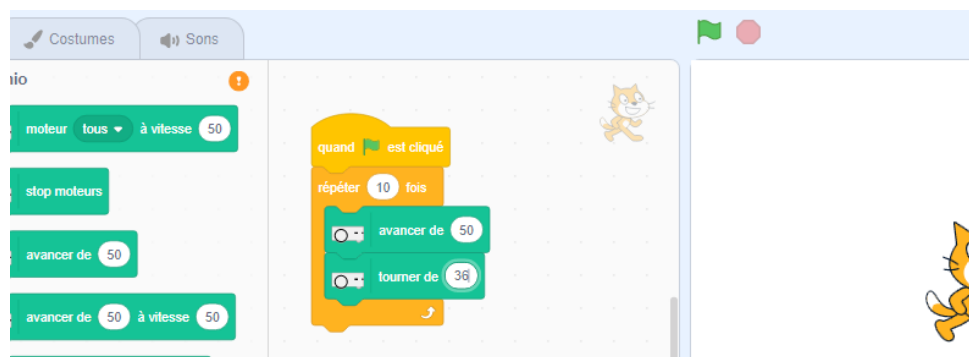 Costumes
Sons
nio
moteur tous à vitesse 50
stop moteurs
avancer de 50
avancer de 50 à vitesse 50
quand est cliqué
répéter 10 fois
avancer de 50
tourner de 36